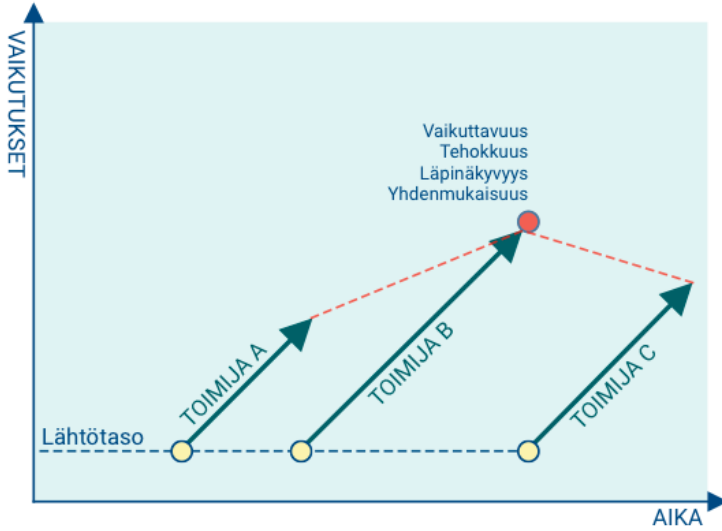 VAIKUTUKSET
Vaikuttavuus
Tehokkuus
Läpinäkyvyys
Yhdenmukaisuus
TOIMIJA A
TOIMIJA B
TOIMIJA C
Lähtötaso
AIKA